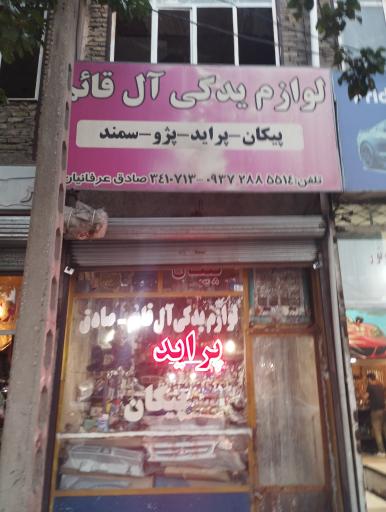 لوازم یدکی آل قائم
پیکان-پراید-پژو-سمند
تلفن: ۵۵۱۴ ۲۸۸ ۰۹۳۷ - ۳۴۱۰۷۱۳ صادق عرفانیان
پیکان
لوازم یدکی آل قائم - صادق
پراید
پیکان